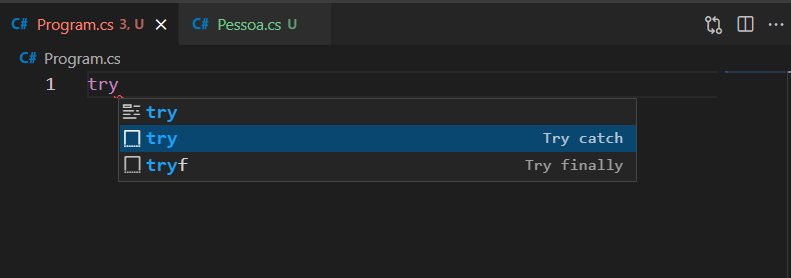 C# Program.cs 3, U × C# Pessoa.cs U ...
C# Program.cs
1 try
try
try Try catch
tryf Try finally